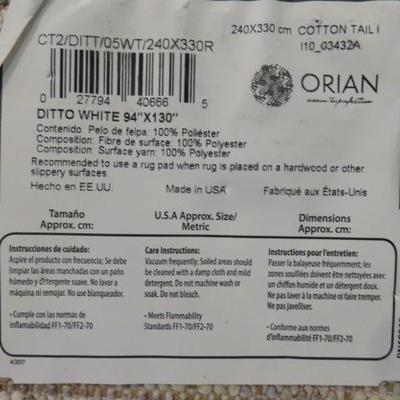 240X330 cm COTTON TAIL I
CT2/DITT/05WT/240X330R
I10_03432A
ORIAN
0 27794 40666 5
DITTO WHITE 94"X130"
Contenido: Pelo de felpa: 100% Poliéster
Composition: Fibre de surface: 100% Polyester
Composition: Surface yarn: 100% Polyester
Recommended to use a rug pad when rug is placed on a hardwood or other
slippery surfaces.
Hecho en EE.UU. Made in USA Fabriqué aux États-Unis
Tamaño
Approx. cm:
U.S.A Approx. Size/
Metric
Dimensions
Approx. cm:
Instrucciones de cuidado:
Aspire el producto con frecuencia; Se debe
limpiar las áreas manchadas con un paño
húmedo y detergente suave. No lavar a
máquina ni remojar. No use blanqueador.
• Cumple con las normas de
inflamabilidad FF1-70/FF2-70
Care Instructions:
Vacuum frequently; Soiled areas should
be cleaned with a damp cloth and mild
detergent. Do not machine wash or
soak. Do not bleach.
• Meets Flammability
Standards FF1-70/FF2-70
Instructions pour l'entretien:
Passer la balayeuse fréquemment; les
zones souillées doivent être nettoyées avec
un chiffon humide et un détergent doux.
Ne pas laver à la machine ni faire tremper.
Ne pas javelliser.
• Conforme aux normes
d'inflammabilité FF1-70/FF2-70
4/2017